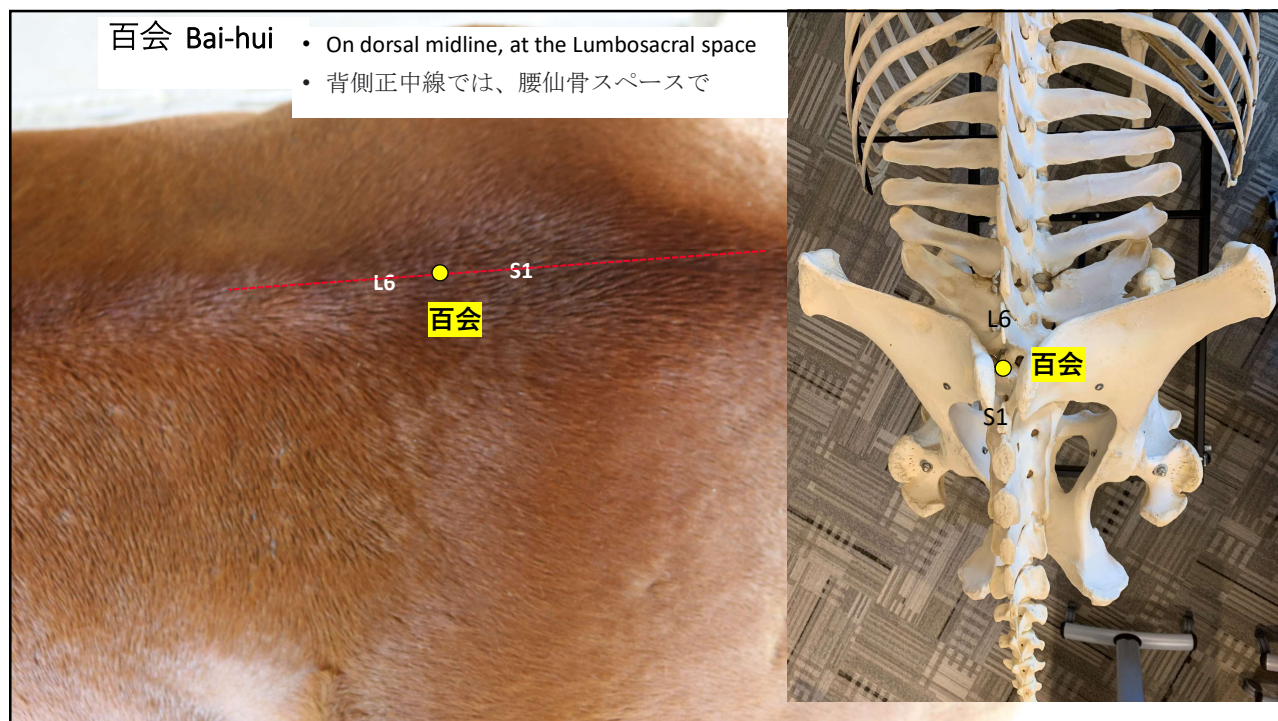 百会 Bai-hui
• On dorsal midline, at the Lumbosacral space
• 背側正中線では、腰仙骨スペースで
L6
S1
百会
L6
百会
S1